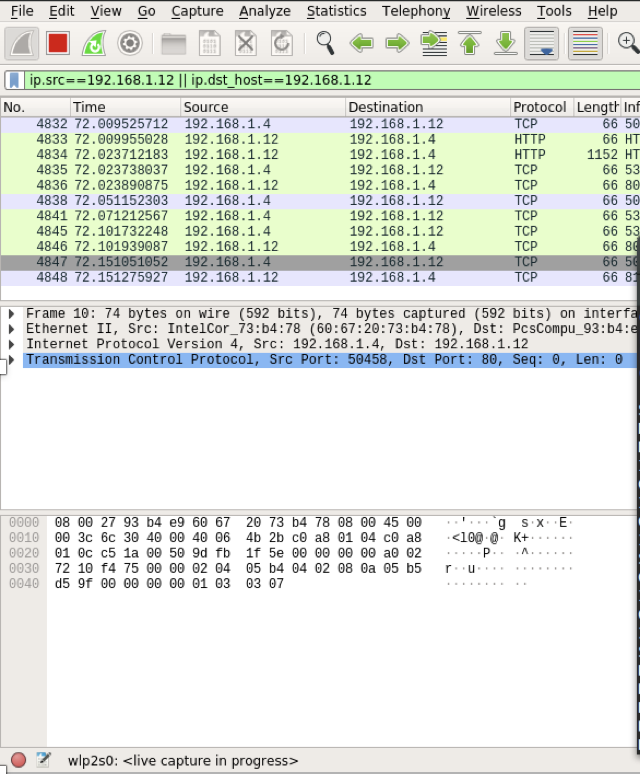 File Edit View Go Capture Analyze Statistics Telephony Wireless Tools Help
ip.src==192.168.1.12 || ip.dst_host==192.168.1.12
No. Time Source Destination Protocol Length Inf
4832 72.009525712 192.168.1.4 192.168.1.12 TCP 66 50
4833 72.009955028 192.168.1.12 192.168.1.4 HTTP 66 HT
4834 72.023712183 192.168.1.12 192.168.1.4 HTTP 1152 HT
4835 72.023738037 192.168.1.4 192.168.1.12 TCP 66 53
4836 72.023890875 192.168.1.12 192.168.1.4 TCP 66 80
4838 72.051152303 192.168.1.4 192.168.1.12 TCP 66 50
4841 72.071212567 192.168.1.4 192.168.1.12 TCP 66 53
4845 72.101732248 192.168.1.4 192.168.1.12 TCP 66 53
4846 72.101939087 192.168.1.12 192.168.1.4 TCP 66 80
4847 72.151051052 192.168.1.4 192.168.1.12 TCP 66 50
4848 72.151275927 192.168.1.12 192.168.1.4 TCP 66 81
Frame 10: 74 bytes on wire (592 bits), 74 bytes captured (592 bits) on interfa
Ethernet II, Src: IntelCor_73:b4:78 (60:67:20:73:b4:78), Dst: PcsCompu_93:b4:e
Internet Protocol Version 4, Src: 192.168.1.4, Dst: 192.168.1.12
Transmission Control Protocol, Src Port: 50458, Dst Port: 80, Seq: 0, Len: 0
0000 08 00 27 93 b4 e9 60 67 20 73 b4 78 08 00 45 00 ··'···`g s·x··E·
0010 00 3c 6c 30 40 00 40 06 4b 2b c0 a8 01 04 c0 a8 ·<l0@·@· K+······
0020 01 0c c5 1a 00 50 9d fb 1f 5e 00 00 00 00 a0 02 ·····P·· ·^······
0030 72 10 f4 75 00 00 02 04 05 b4 04 02 08 0a 05 b5 r··u···· ········
0040 d5 9f 00 00 00 00 01 03 03 07 ········ ··
wlp2s0: <live capture in progress>